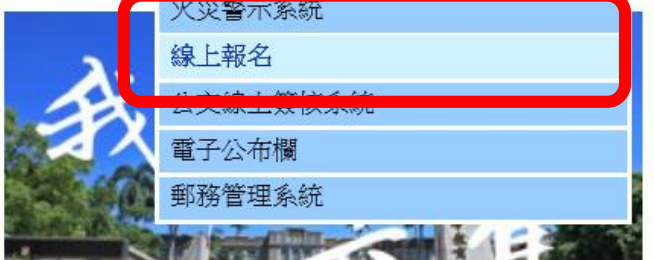 火災警示系統
線上報名
公文線上簽核系統
電子公布欄
郵務管理系統
我